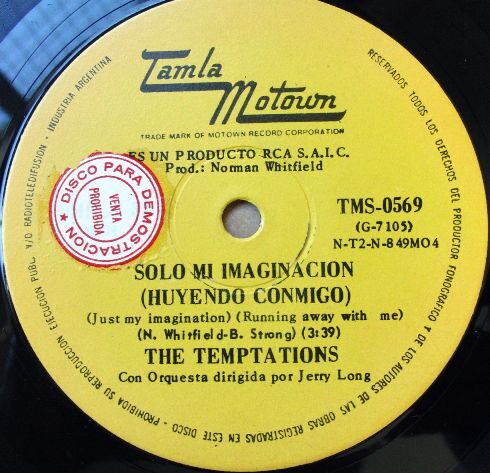 Tamla
Motown
TRADE MARK OF MOTOWN RECORD CORPORATION
ES UN PRODUCTO RCA S.A.I.C.
Prod.: Norman Whitfield
DISCO PARA DEMOSTRACION
VENTA
PROHIBIDA
TMS-0569
(G-7105)
N-T2-N-849MO4
SOLO MI IMAGINACION
(HUYENDO CONMIGO)
(Just my imagination) (Running away with me)
(N. Whitfield-B. Strong) (3:39)
THE TEMPTATIONS
Con Orquesta dirigida por Jerry Long
RESERVADOS TODOS LOS DERECHOS DEL PRODUCTOR FONOGRAFICO Y DE LOS AUTORES DE LAS OBRAS REGISTRADAS EN ESTE DISCO - PROHIBIDA SU REPRODUCCION EJECUCION PUBL. Y/O RADIOTELEDIFUSION - INDUSTRIA ARGENTINA